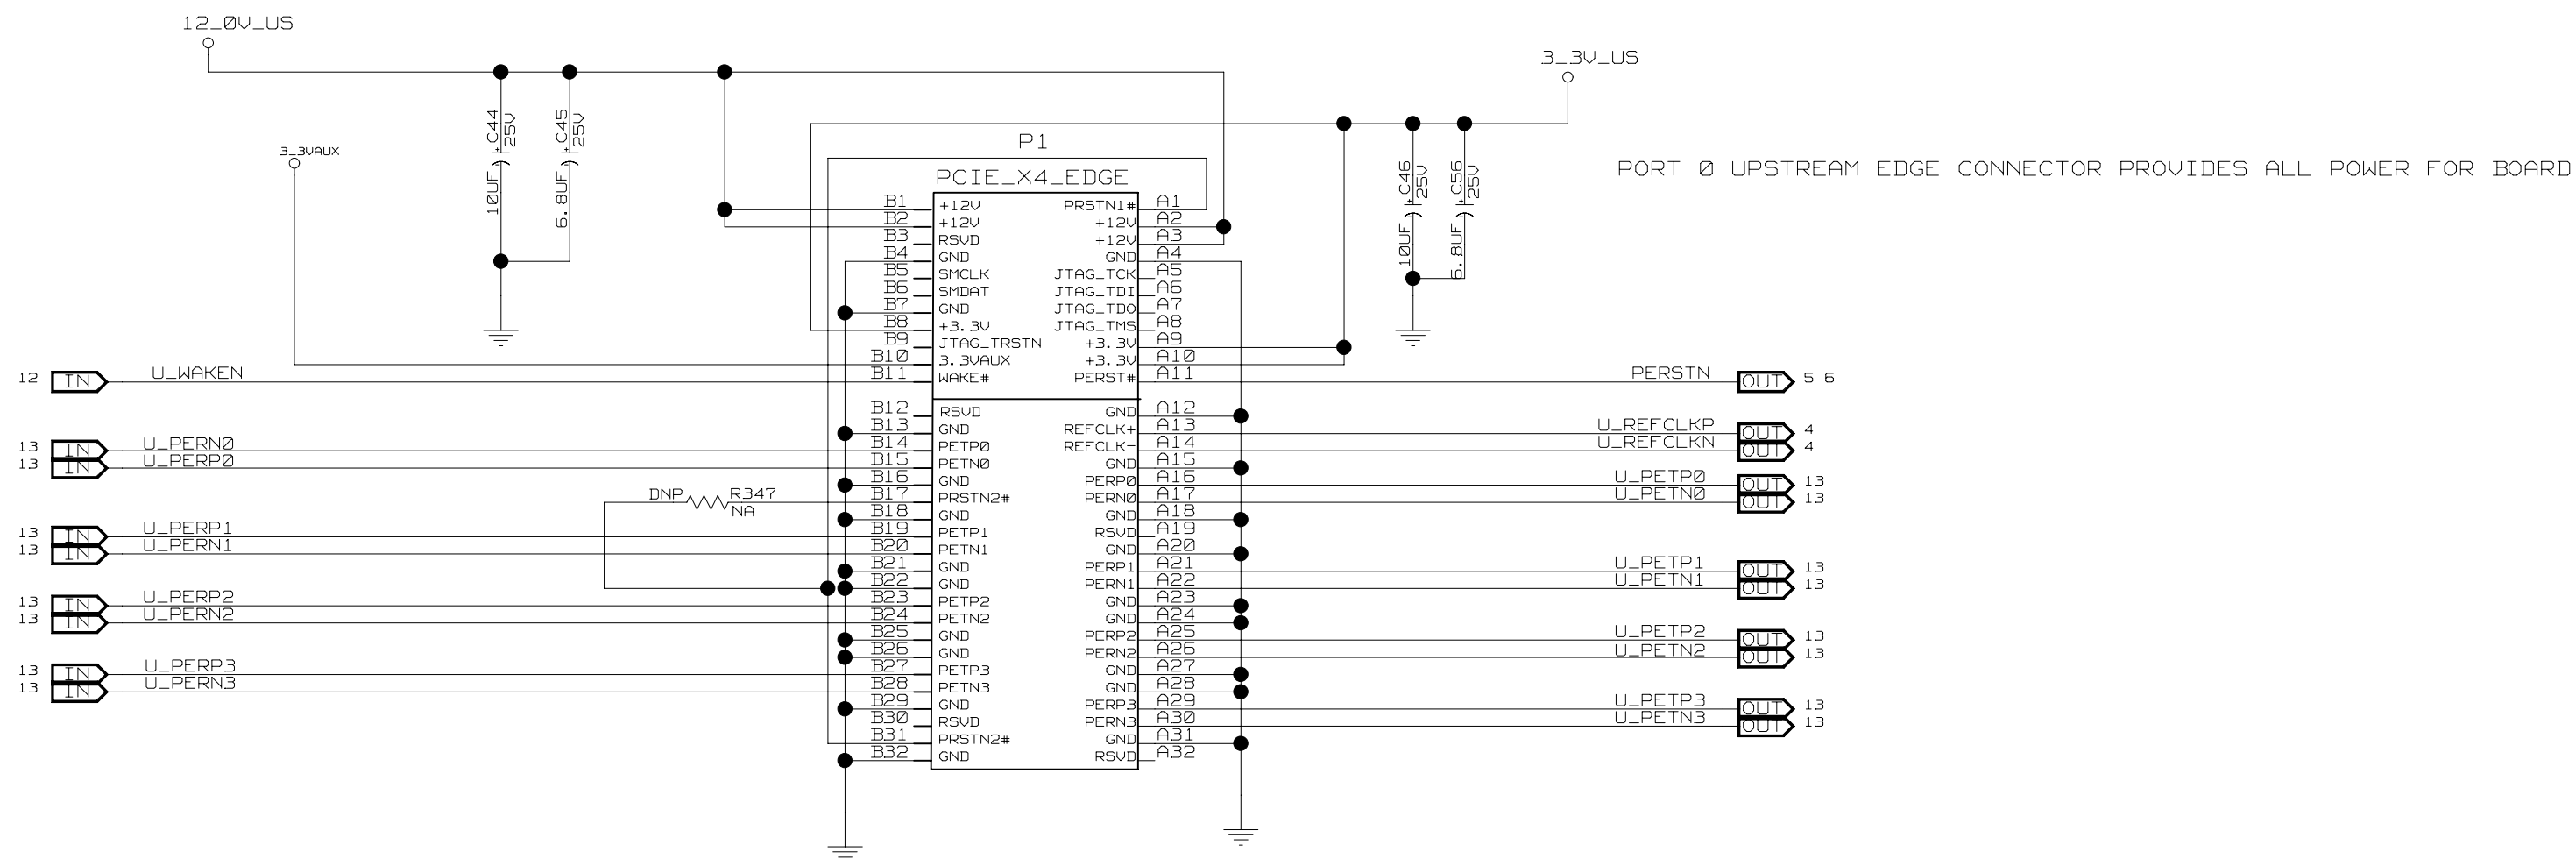 12_0V_US
3_3V_US
3_3VAUX
10UF C44 25V
6.8UF C45 25V
10UF C46 25V
6.8UF C56 25V
PORT 0 UPSTREAM EDGE CONNECTOR PROVIDES ALL POWER FOR BOARD
P1
PCIE_X4_EDGE
B1 +12V PRSTN1# A1
B2 +12V +12V A2
B3 RSVD +12V A3
B4 GND GND A4
B5 SMCLK JTAG_TCK A5
B6 SMDAT JTAG_TDI A6
B7 GND JTAG_TDO A7
B8 +3.3V JTAG_TMS A8
B9 JTAG_TRSTN +3.3V A9
B10 3.3VAUX +3.3V A10
12 IN U_WAKEN B11 WAKE# PERST# A11 PERSTN OUT 5 6
B12 RSVD GND A12
B13 GND REFCLK+ A13 U_REFCLKP OUT 4
13 IN U_PERN0 B14 PETP0 REFCLK- A14 U_REFCLKN OUT 4
13 IN U_PERP0 B15 PETN0 GND A15
B16 GND PERP0 A16 U_PETP0 OUT 13
DNP R347 NA B17 PRSTN2# PERN0 A17 U_PETN0 OUT 13
B18 GND GND A18
13 IN U_PERP1 B19 PETP1 RSVD A19
13 IN U_PERN1 B20 PETN1 GND A20
B21 GND PERP1 A21 U_PETP1 OUT 13
B22 GND PERN1 A22 U_PETN1 OUT 13
13 IN U_PERP2 B23 PETP2 GND A23
13 IN U_PERN2 B24 PETN2 GND A24
B25 GND PERP2 A25 U_PETP2 OUT 13
B26 GND PERN2 A26 U_PETN2 OUT 13
13 IN U_PERP3 B27 PETP3 GND A27
13 IN U_PERN3 B28 PETN3 GND A28
B29 GND PERP3 A29 U_PETP3 OUT 13
B30 RSVD PERN3 A30 U_PETN3 OUT 13
B31 PRSTN2# GND A31
B32 GND RSVD A32